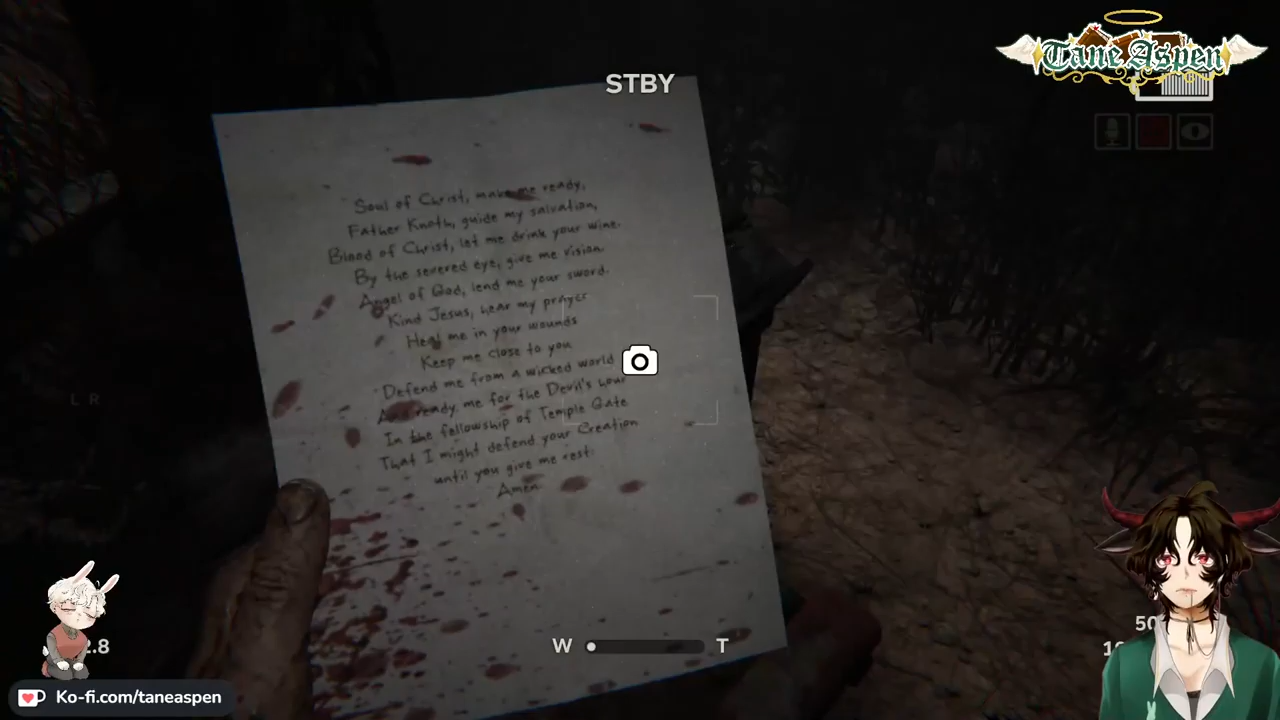 Tane Aspen
STBY
Soul of Christ, make me ready,
Father Knoth, guide my salvation,
Blood of Christ, let me drink your wine.
By the severed eye, give me vision.
Angel of God, lend me your sword.
Kind Jesus, hear my prayer
Heal me in your wounds
Keep me close to you
Defend me from a wicked world
And ready me for the Devil's hour
In the fellowship of Temple Gate
That I might defend your Creation
until you give me rest.
Amen
L R
W T
50
.8
Ko-fi.com/taneaspen